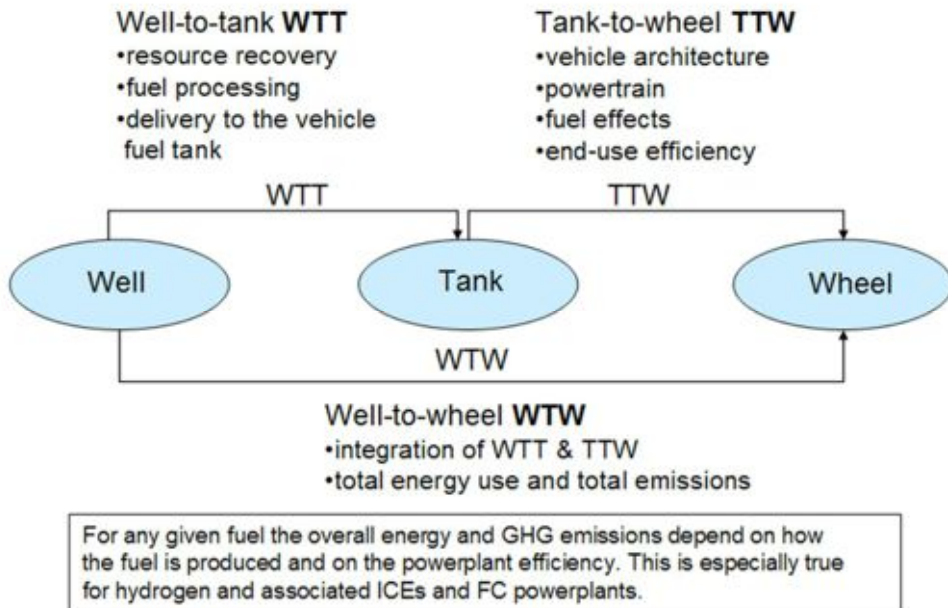 Well-to-tank WTT
•resource recovery
•fuel processing
•delivery to the vehicle
fuel tank
Tank-to-wheel TTW
•vehicle architecture
•powertrain
•fuel effects
•end-use efficiency
WTT
TTW
Well
Tank
Wheel
WTW
Well-to-wheel WTW
•integration of WTT & TTW
•total energy use and total emissions
For any given fuel the overall energy and GHG emissions depend on how
the fuel is produced and on the powerplant efficiency. This is especially true
for hydrogen and associated ICEs and FC powerplants.